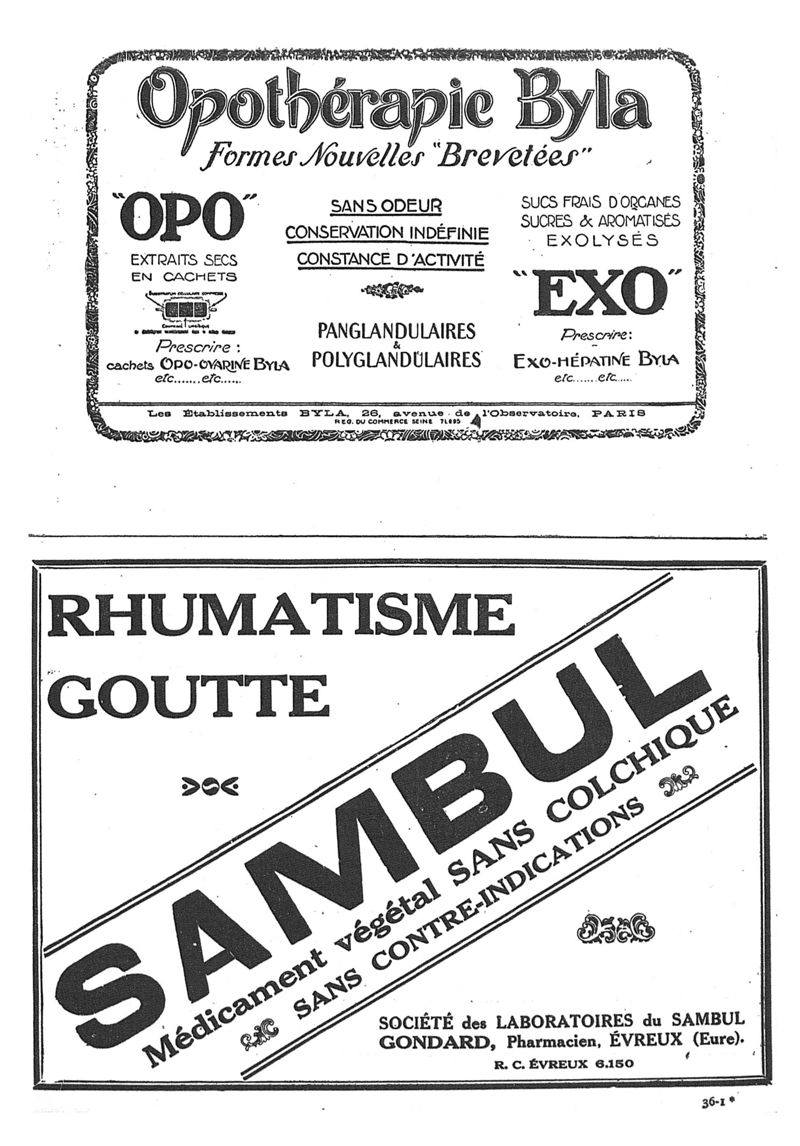 Opothérapie Byla
Formes Nouvelles "Brevetées"
"OPO"
EXTRAITS SECS
EN CACHETS
Prescrire :
cachets OPO-OVARINE BYLA
etc.......etc.....
SANS ODEUR
CONSERVATION INDÉFINIE
CONSTANCE D'ACTIVITÉ
PANGLANDULAIRES
&
POLYGLANDULAIRES
SUCS FRAIS D'ORGANES
SUCRES & AROMATISÉS
EXOLYSÉS
"EXO"
Prescrire:
EXO-HÉPATINE BYLA
etc......etc.....
Les Établissements BYLA, 26, avenue de l'Observatoire, PARIS
REG. DU COMMERCE SEINE
RHUMATISME
GOUTTE
SAMBUL
Médicament végétal SANS COLCHIQUE
SANS CONTRE-INDICATIONS
SOCIÉTÉ des LABORATOIRES du SAMBUL
GONDARD, Pharmacien, ÉVREUX (Eure).
R. C. ÉVREUX 6.150
36-1 *